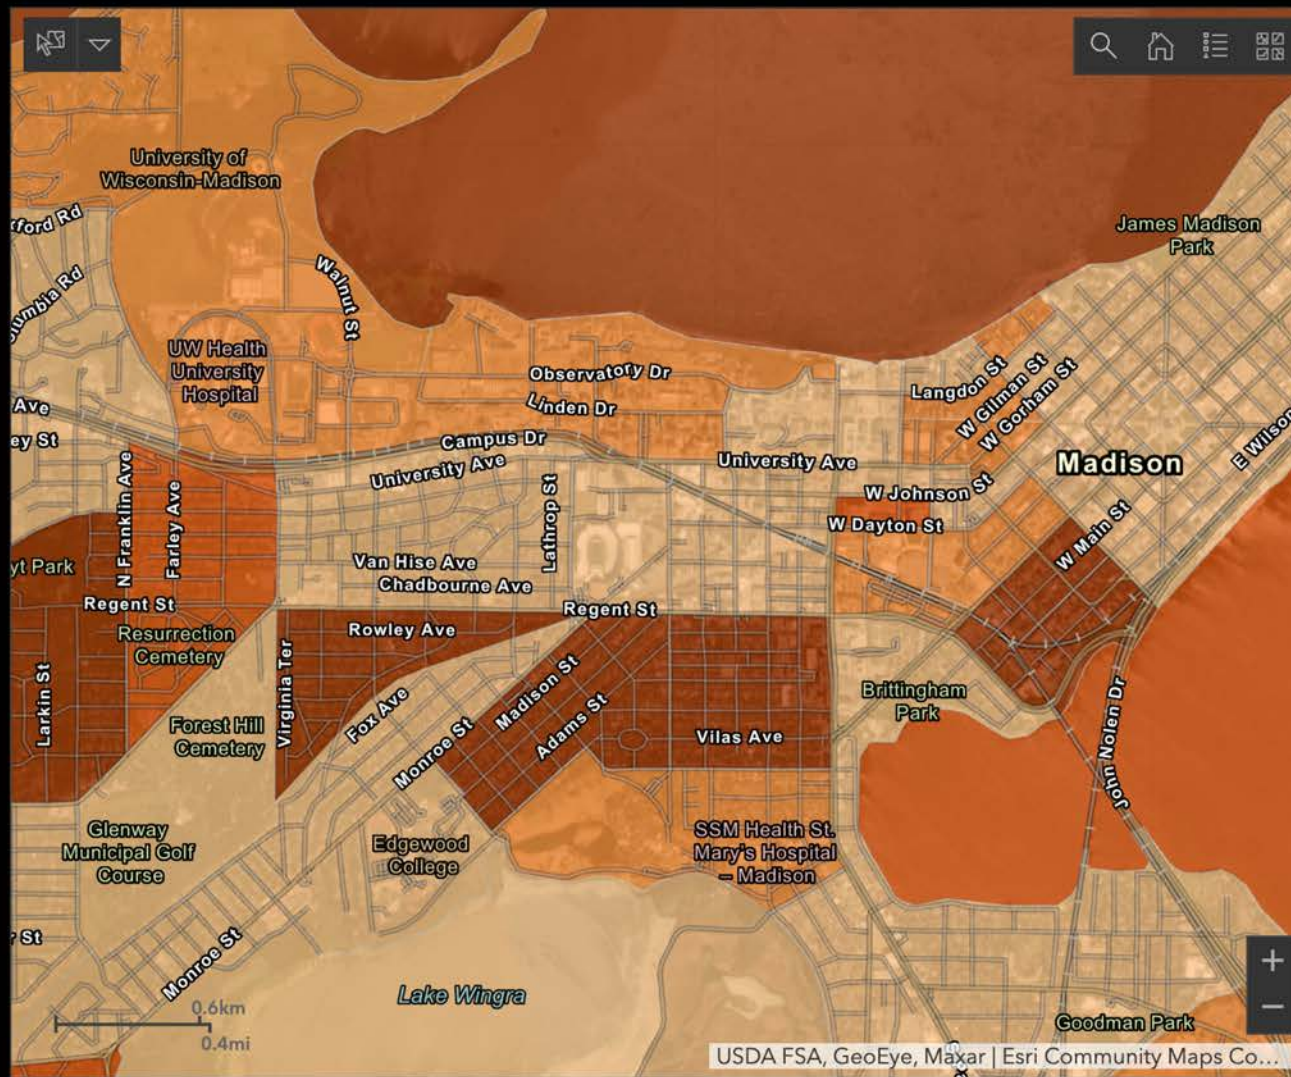 University of
Wisconsin-Madison
xford Rd
James Madison
Park
Walnut St
olumbia Rd
UW Health
University
Hospital
Observatory Dr
Langdon St
W Gilman St
W Gorham St
Linden Dr
Ave
ey St
Campus Dr
University Ave
University Ave
Madison
E Wilson
N Franklin Ave
Farley Ave
Lathrop St
W Johnson St
W Dayton St
W Main St
yt Park
Van Hise Ave
Chadbourne Ave
Regent St
Regent St
Resurrection
Cemetery
Rowley Ave
Larkin St
Virginia Ter
Madison St
Fox Ave
Adams St
Brittingham
Park
Forest Hill
Cemetery
Monroe St
Vilas Ave
John Nolen Dr
Glenway
Municipal Golf
Course
Edgewood
College
SSM Health St.
Mary's Hospital
– Madison
r St
Monroe St
Lake Wingra
0.6km
0.4mi
Goodman Park
+
−
USDA FSA, GeoEye, Maxar | Esri Community Maps Co...